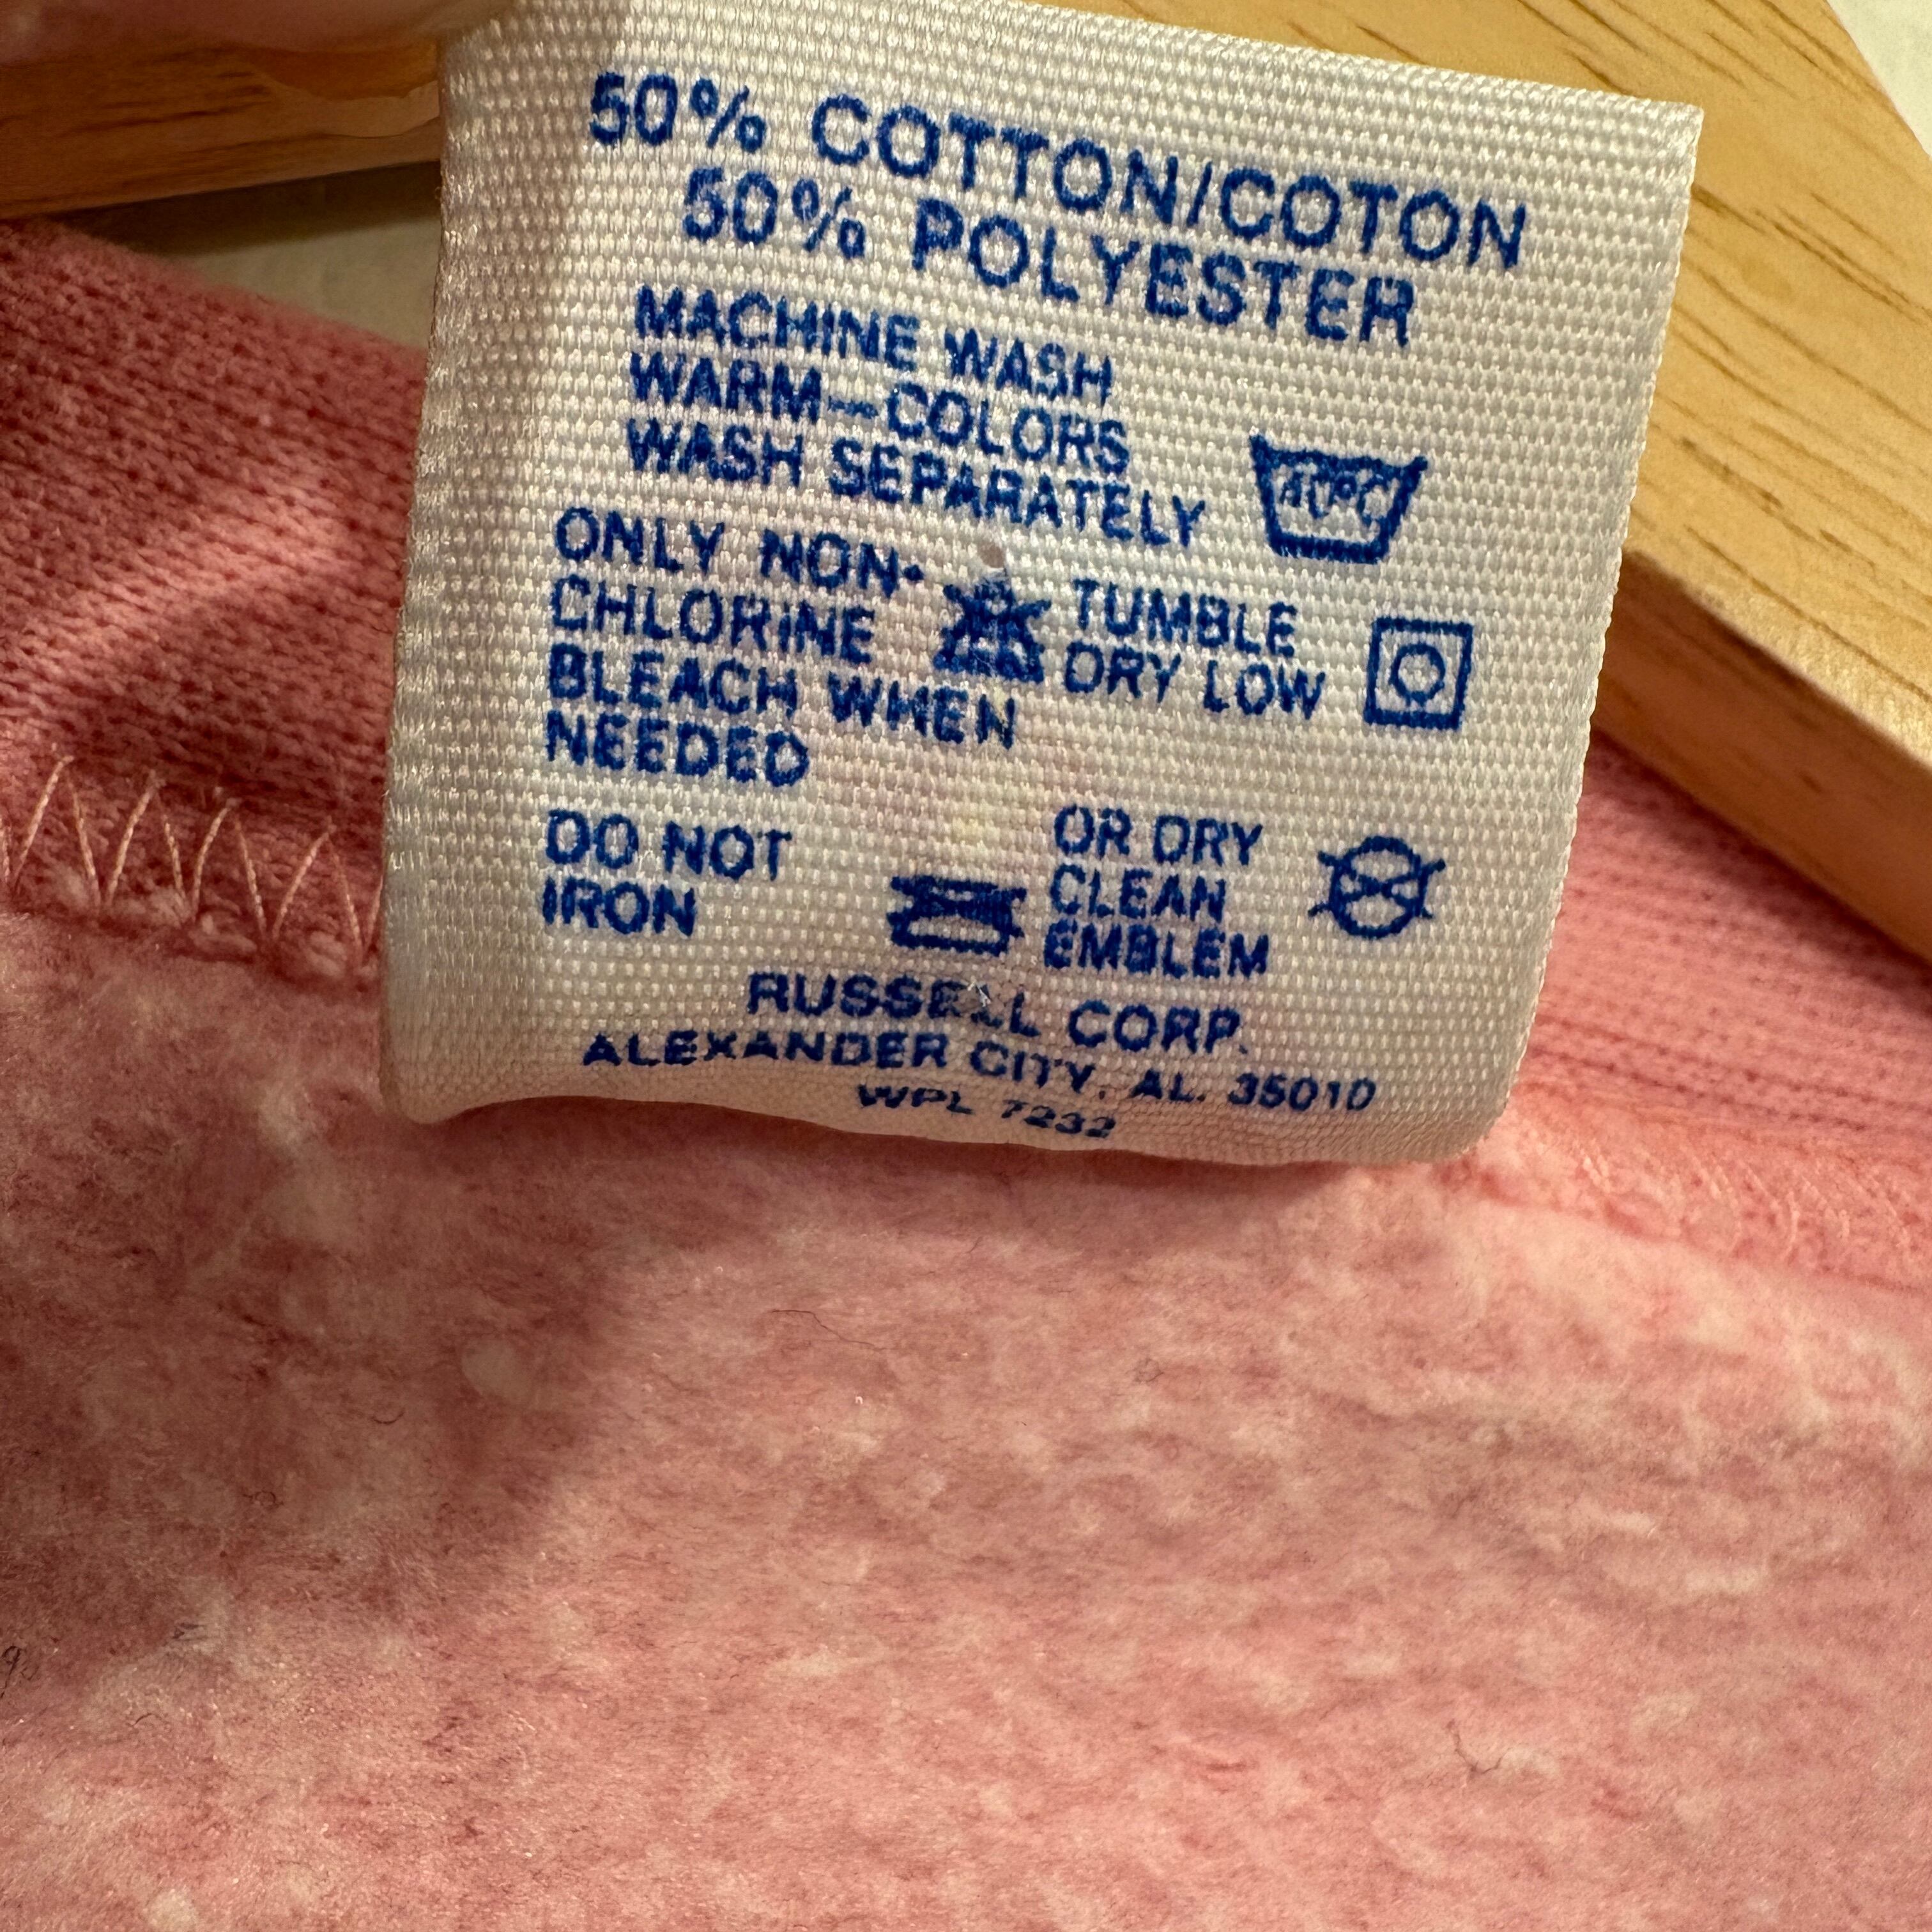 50% COTTON/COTON
50% POLYESTER
MACHINE WASH
WARM—COLORS
WASH SEPARATELY
40°C
ONLY NON-
CHLORINE
BLEACH WHEN
NEEDED
TUMBLE
DRY LOW
DO NOT
IRON
OR DRY
CLEAN
EMBLEM
RUSSELL CORP.
ALEXANDER CITY, AL. 35010
WPL 7232